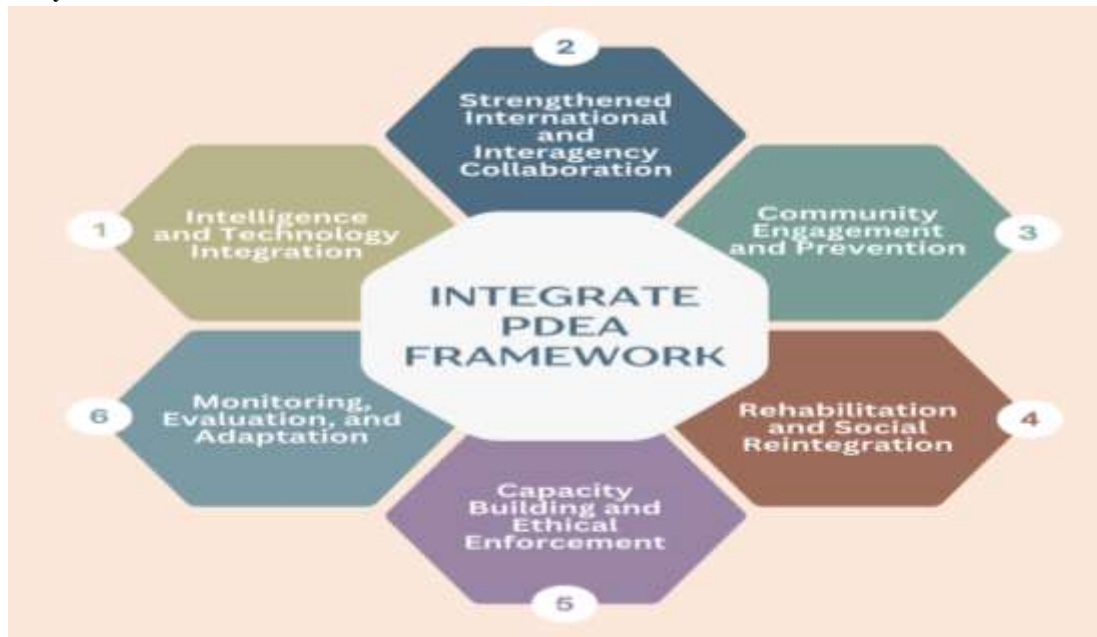 2
Strengthened
International
and
Interagency
Collaboration
1
Intelligence
and Technology
Integration
Community
Engagement
and Prevention
3
INTEGRATE
PDEA
FRAMEWORK
6
Monitoring,
Evaluation, and
Adaptation
Rehabilitation
and Social
Reintegration
4
Capacity
Building and
Ethical
Enforcement
5